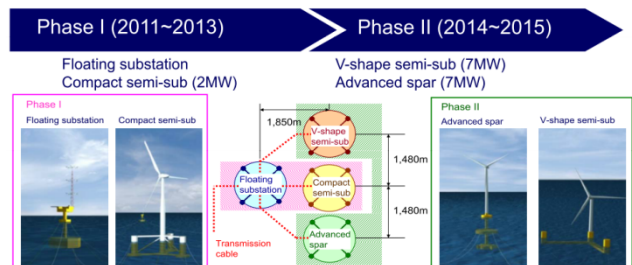 Phase I (2011~2013)
Phase II (2014~2015)
Floating substation
Compact semi-sub (2MW)
V-shape semi-sub (7MW)
Advanced spar (7MW)
Phase I
Floating substation
Compact semi-sub
1,850m
V-shape
semi-sub
Floating
substation
Compact
semi-sub
Advanced
spar
1,480m
1,480m
Transmission
cable
Phase II
Advanced spar
V-shape semi-sub